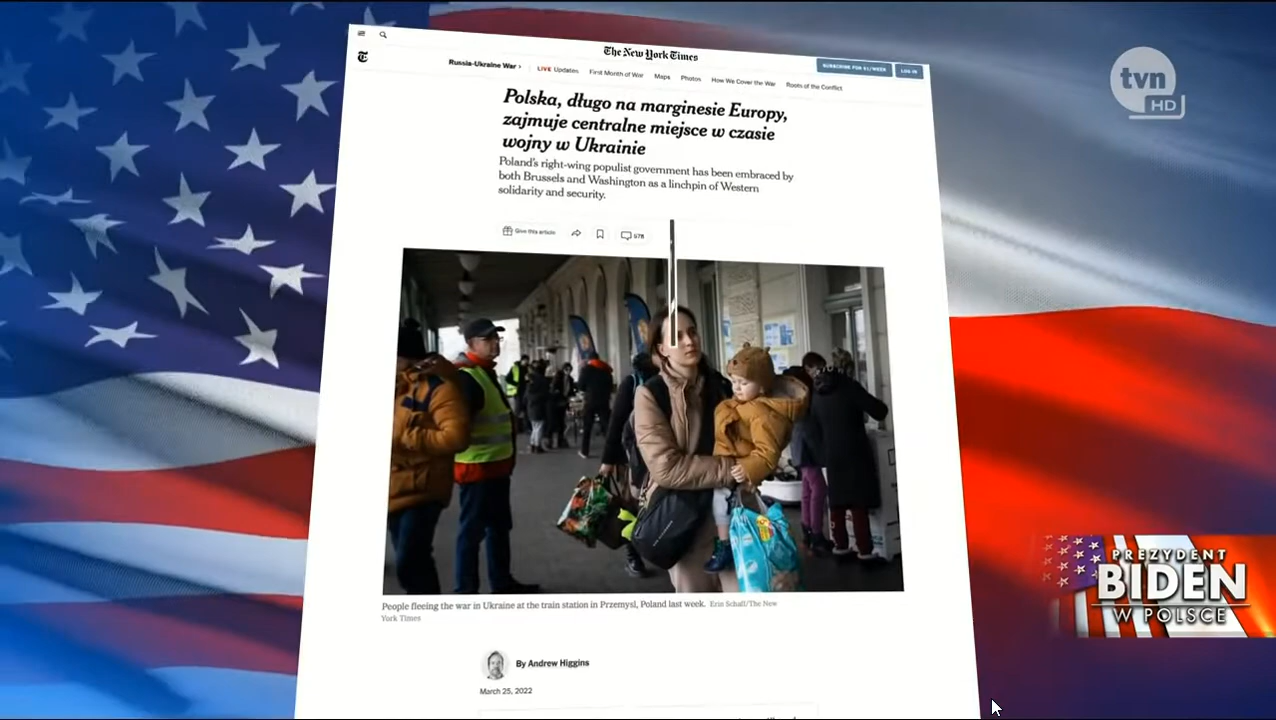 The New York Times
SUBSCRIBE FOR $1/WEEK
LOG IN
Russia-Ukraine War ›
LIVE Updates
First Month of War
Maps
Photos
How We Cover the War
Roots of the Conflict
tvn
HD
Polska, długo na marginesie Europy,
zajmuje centralne miejsce w czasie
wojny w Ukrainie
Poland's right-wing populist government has been embraced by
both Brussels and Washington as a linchpin of Western
solidarity and security.
Give this article
578
People fleeing the war in Ukraine at the train station in Przemysl, Poland last week. Erin Schaff/The New
York Times
PREZYDENT
BIDEN
W POLSCE
By Andrew Higgins
March 25, 2022